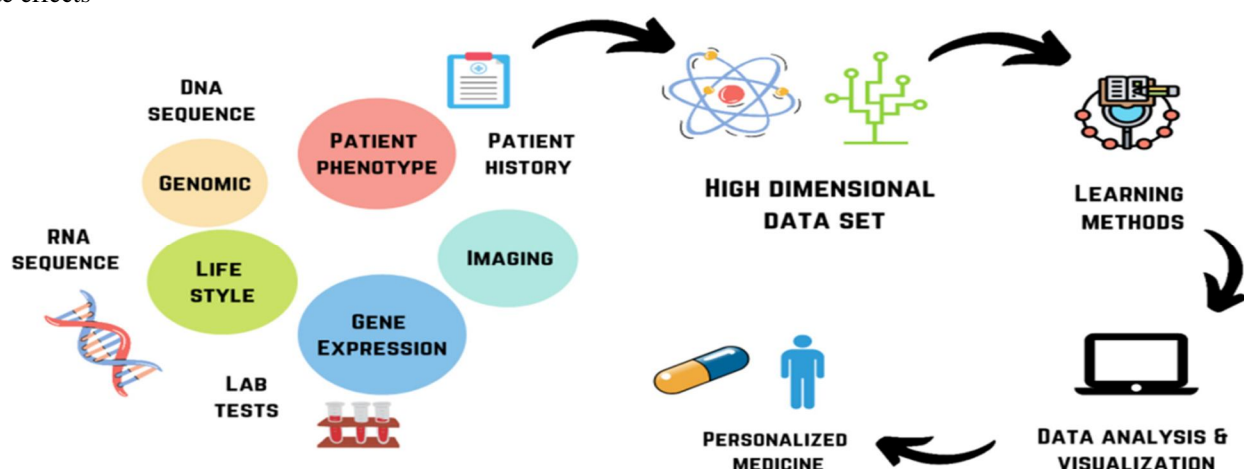 DNA
SEQUENCE
PATIENT
PHENOTYPE
PATIENT
HISTORY
GENOMIC
RNA
SEQUENCE
LIFE
STYLE
IMAGING
GENE
EXPRESSION
LAB
TESTS
HIGH DIMENSIONAL
DATA SET
LEARNING
METHODS
DATA ANALYSIS &
VISUALIZATION
PERSONALIZED
MEDICINE